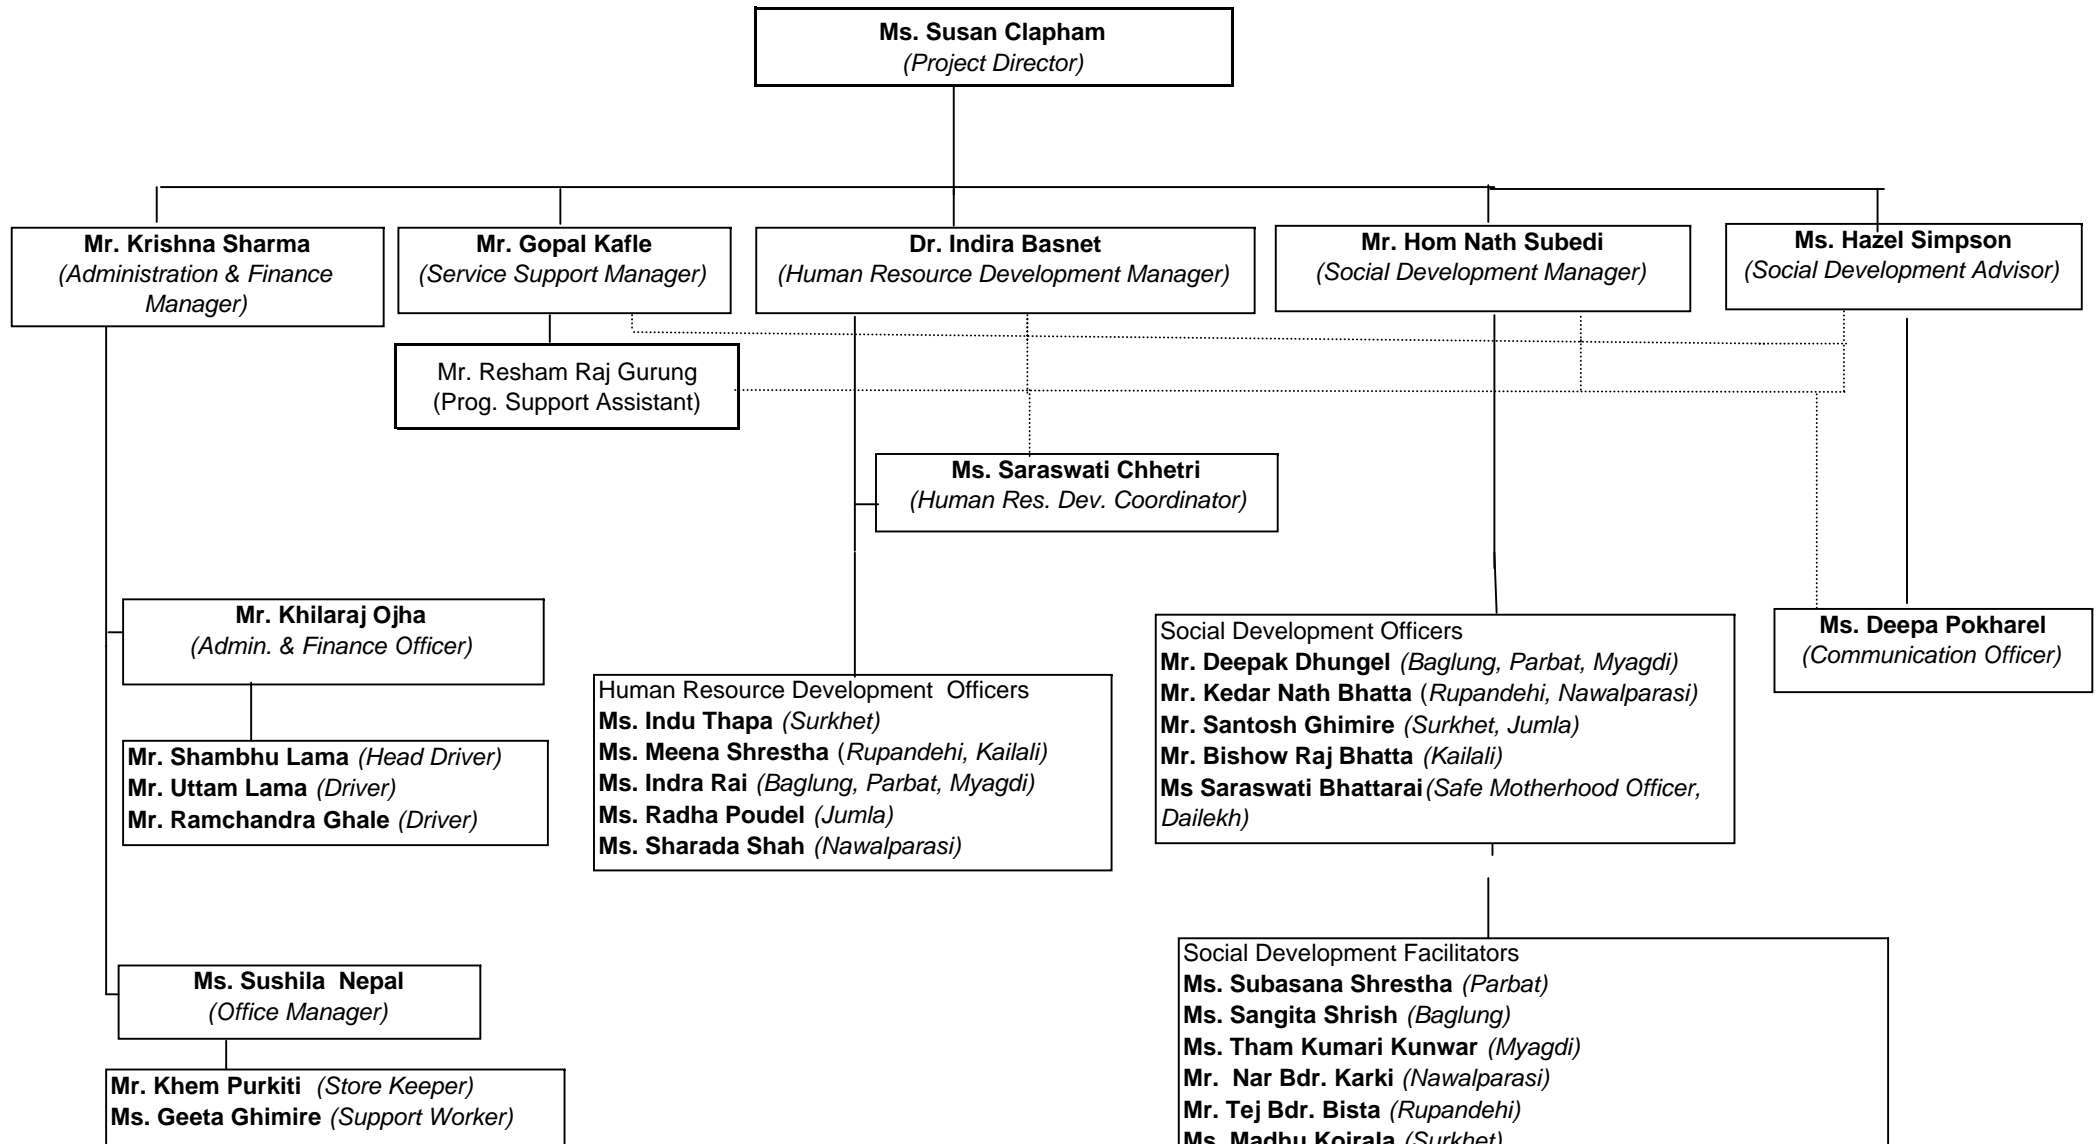 Ms. Susan Clapham
(Project Director)
Mr. Krishna Sharma
(Administration & Finance
Manager)
Mr. Gopal Kafle
(Service Support Manager)
Dr. Indira Basnet
(Human Resource Development Manager)
Mr. Hom Nath Subedi
(Social Development Manager)
Ms. Hazel Simpson
(Social Development Advisor)
Mr. Resham Raj Gurung
(Prog. Support Assistant)
Ms. Saraswati Chhetri
(Human Res. Dev. Coordinator)
Mr. Khilaraj Ojha
(Admin. & Finance Officer)
Mr. Shambhu Lama (Head Driver)
Mr. Uttam Lama (Driver)
Mr. Ramchandra Ghale (Driver)
Human Resource Development  Officers
Ms. Indu Thapa (Surkhet)
Ms. Meena Shrestha (Rupandehi, Kailali)
Ms. Indra Rai (Baglung, Parbat, Myagdi)
Ms. Radha Poudel (Jumla)
Ms. Sharada Shah (Nawalparasi)
Social Development Officers
Mr. Deepak Dhungel (Baglung, Parbat, Myagdi)
Mr. Kedar Nath Bhatta (Rupandehi, Nawalparasi)
Mr. Santosh Ghimire (Surkhet, Jumla)
Mr. Bishow Raj Bhatta (Kailali)
Ms Saraswati Bhattarai(Safe Motherhood Officer,
Dailekh)
Ms. Deepa Pokharel
(Communication Officer)
Ms. Sushila  Nepal
(Office Manager)
Mr. Khem Purkiti  (Store Keeper)
Ms. Geeta Ghimire (Support Worker)
Social Development Facilitators
Ms. Subasana Shrestha (Parbat)
Ms. Sangita Shrish (Baglung)
Ms. Tham Kumari Kunwar (Myagdi)
Mr.  Nar Bdr. Karki (Nawalparasi)
Mr. Tej Bdr. Bista (Rupandehi)
Ms. Madhu Koirala (Surkhet)